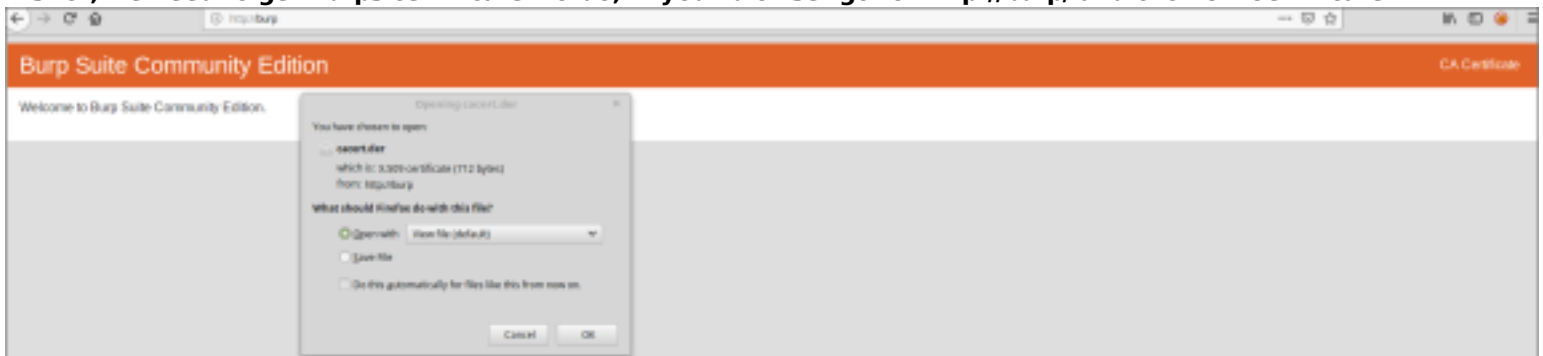 http://burp
Burp Suite Community Edition
CA Certificate
Welcome to Burp Suite Community Edition.
Opening cacert.der
You have chosen to open:
cacert.der
which is: X.509 certificate (712 bytes)
from: http://burp
What should Firefox do with this file?
Open with View file (default)
Save File
Do this automatically for files like this from now on.
Cancel OK